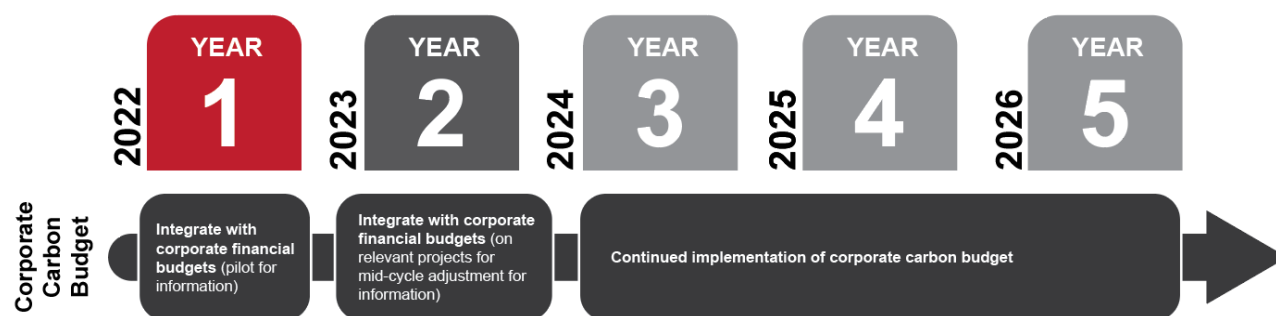 2022
YEAR
1
2023
YEAR
2
2024
YEAR
3
2025
YEAR
4
2026
YEAR
5
Corporate
Carbon
Budget
Integrate with
corporate financial
budgets (pilot for
information)
Integrate with corporate
financial budgets (on
relevant projects for
mid-cycle adjustment for
information)
Continued implementation of corporate carbon budget